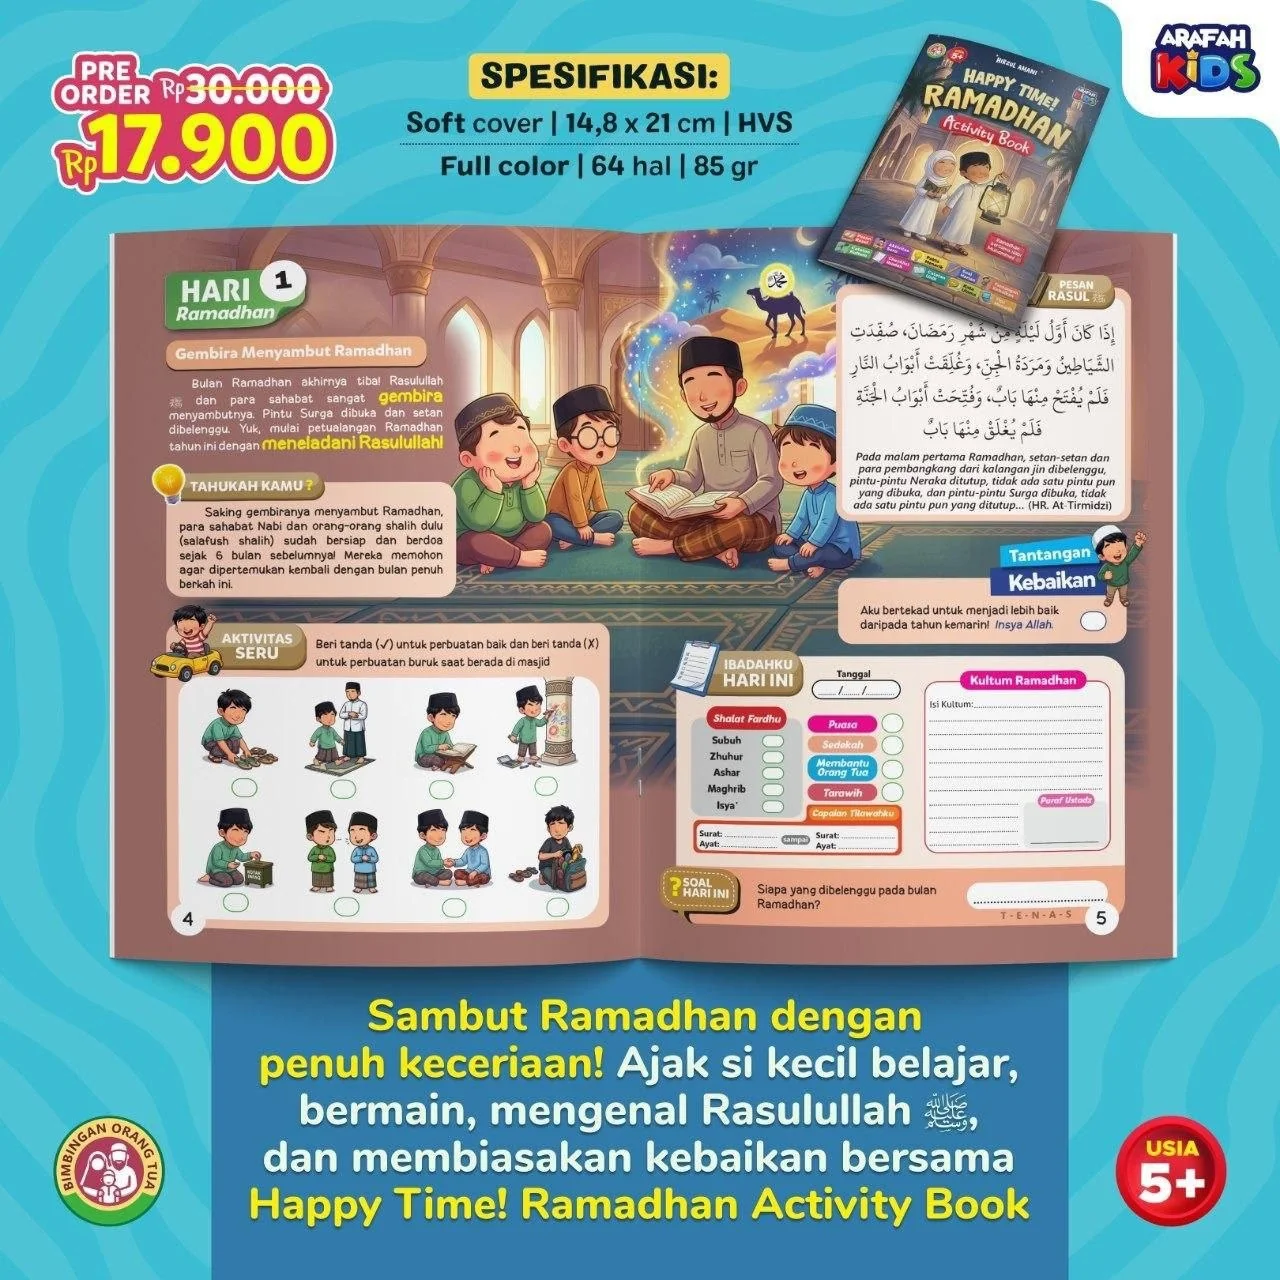 PRE
ORDER Rp30.000
Rp17.900
SPESIFIKASI:
Soft cover | 14,8 x 21 cm | HVS
Full color | 64 hal | 85 gr
ARAFAH
KIDS
HAPPY TIME!
RAMADHAN
Activity Book
HARI 1
Ramadhan
Gembira Menyambut Ramadhan
Bulan Ramadhan akhirnya tiba! Rasulullah
ﷺ dan para sahabat sangat gembira
menyambutnya. Pintu Surga dibuka dan setan
dibelenggu. Yuk, mulai petualangan Ramadhan
tahun ini dengan meneladani Rasulullah!
TAHUKAH KAMU?
Saking gembiranya menyambut Ramadhan,
para sahabat Nabi dan orang-orang shalih dulu
(salafush shalih) sudah bersiap dan berdoa
sejak 6 bulan sebelumnya! Mereka memohon
agar dipertemukan kembali dengan bulan penuh
berkah ini.
AKTIVITAS
SERU
Beri tanda (✓) untuk perbuatan baik dan beri tanda (✗)
untuk perbuatan buruk saat berada di masjid
4
محمد
PESAN
RASUL ﷺ
إِذَا كَانَ أَوَّلُ لَيْلَةٍ مِنْ شَهْرِ رَمَضَانَ، صُفِّدَتِ
الشَّيَاطِينُ وَمَرَدَةُ الْجِنِّ، وَغُلِّقَتْ أَبْوَابُ النَّارِ
فَلَمْ يُفْتَحْ مِنْهَا بَابٌ، وَفُتِّحَتْ أَبْوَابُ الْجَنَّةِ
فَلَمْ يُغْلَقْ مِنْهَا بَابٌ
Pada malam pertama Ramadhan, setan-setan dan
para pembangkang dari kalangan jin dibelenggu,
pintu-pintu Neraka ditutup, tidak ada satu pintu pun
yang dibuka, dan pintu-pintu Surga dibuka, tidak
ada satu pintu pun yang ditutup... (HR. At-Tirmidzi)
Tantangan
Kebaikan
Aku bertekad untuk menjadi lebih baik
daripada tahun kemarin! Insya Allah.
IBADAHKU
HARI INI
Tanggal
....../....../......
Shalat Fardhu
Subuh
Zhuhur
Ashar
Maghrib
Isya'
Puasa
Sedekah
Membantu
Orang Tua
Tarawih
Capaian Tilawahku
Surat: .......... sampai Surat: ..........
Ayat: .......... Ayat: ..........
Kultum Ramadhan
Isi Kultum:
Paraf Ustadz
? SOAL
HARI INI
Siapa yang dibelenggu pada bulan
Ramadhan?
T-E-N-A-S
5
Sambut Ramadhan dengan
penuh keceriaan! Ajak si kecil belajar,
bermain, mengenal Rasulullah ﷺ,
dan membiasakan kebaikan bersama
Happy Time! Ramadhan Activity Book
BIMBINGAN ORANG TUA
USIA
5+